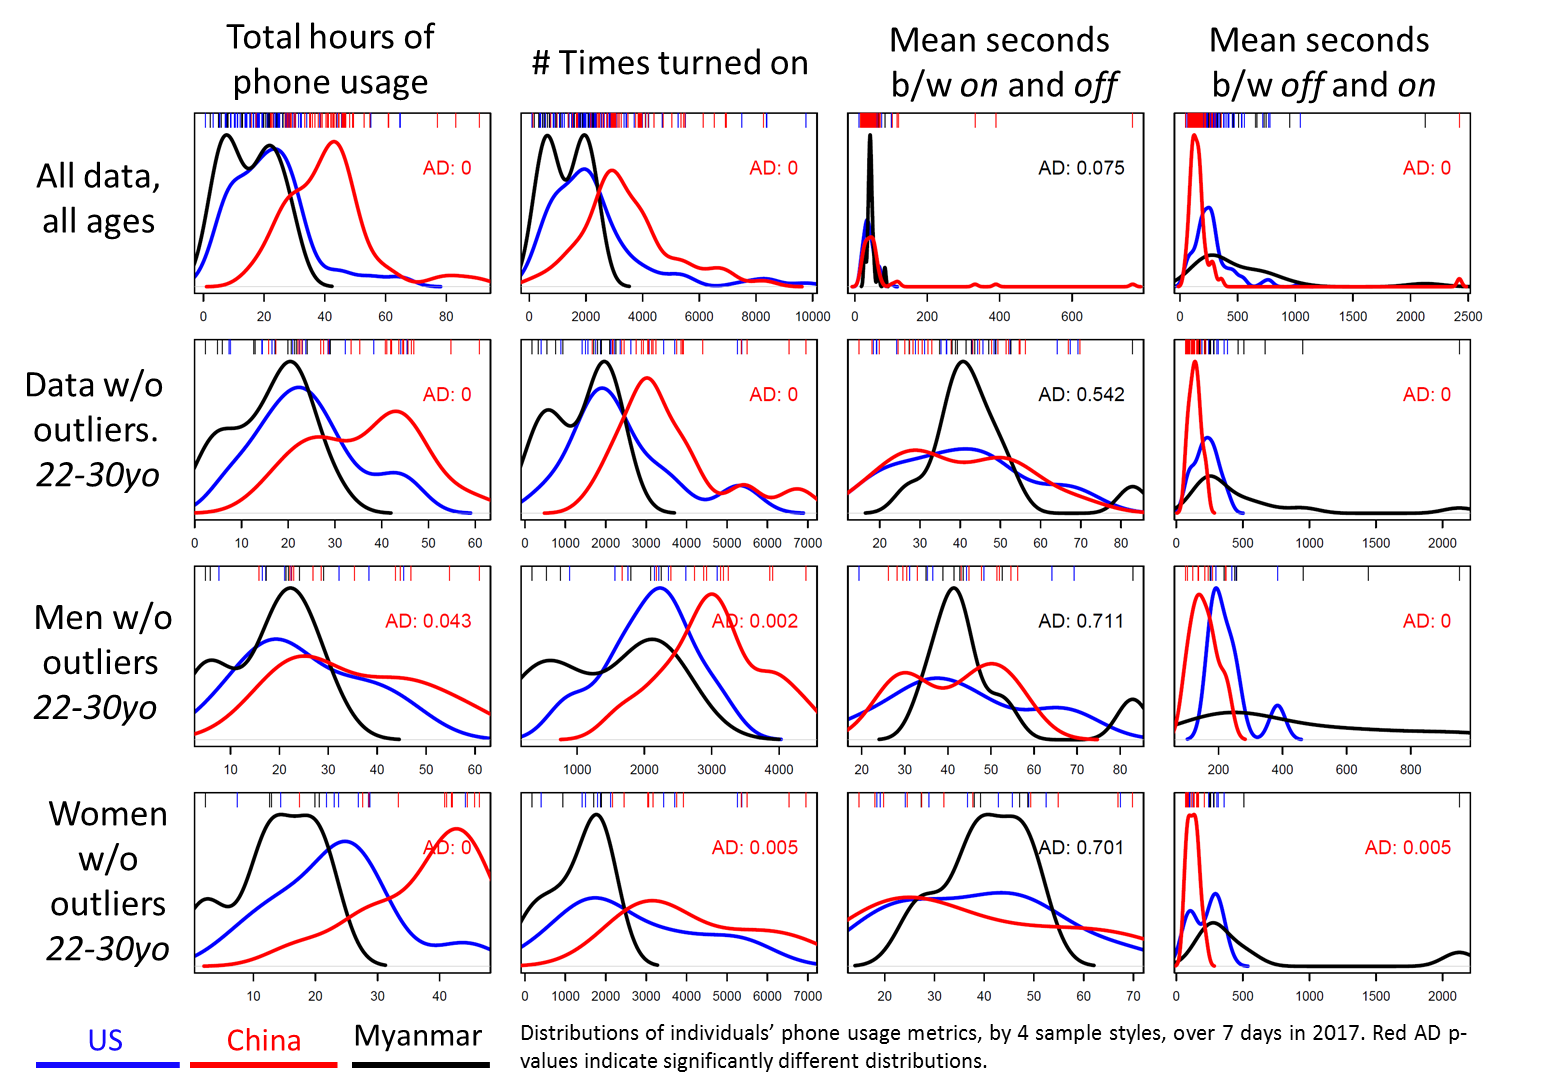 Total hours of
phone usage
# Times turned on
Mean seconds
b/w on and off
Mean seconds
b/w off and on
All data,
all ages
AD: 0
0 20 40 60 80
AD: 0
0 2000 4000 6000 8000 10000
AD: 0.075
0 200 400 600
AD: 0
0 500 1000 1500 2000 2500
Data w/o
outliers.
22-30yo
AD: 0
0 10 20 30 40 50 60
AD: 0
0 1000 2000 3000 4000 5000 6000 7000
AD: 0.542
20 30 40 50 60 70 80
AD: 0
0 500 1000 1500 2000
Men w/o
outliers
22-30yo
AD: 0.043
10 20 30 40 50 60
AD: 0.002
1000 2000 3000 4000
AD: 0.711
20 30 40 50 60 70 80
AD: 0
200 400 600 800
Women
w/o
outliers
22-30yo
AD: 0
10 20 30 40
AD: 0.005
0 1000 2000 3000 4000 5000 6000 7000
AD: 0.701
20 30 40 50 60 70
AD: 0.005
0 500 1000 1500 2000
US China Myanmar
Distributions of individuals’ phone usage metrics, by 4 sample styles, over 7 days in 2017. Red AD p-
values indicate significantly different distributions.